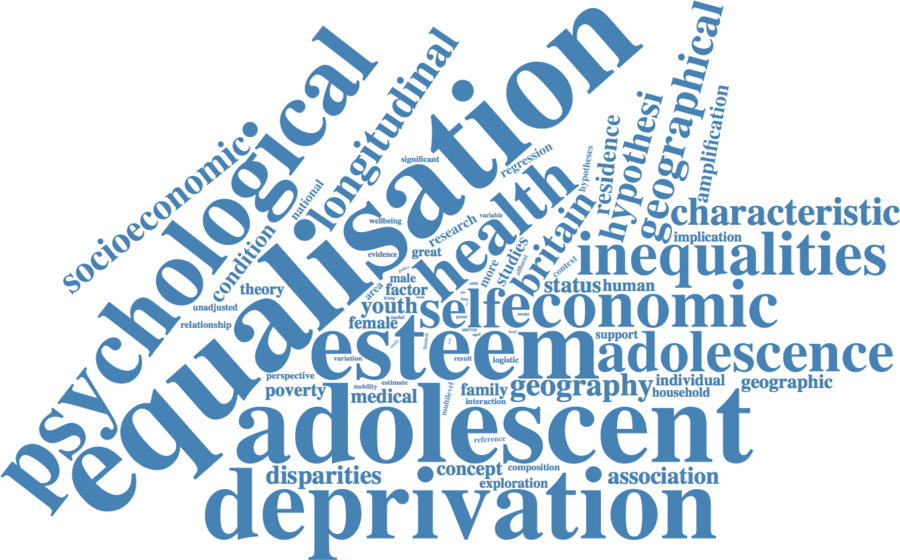 equalisation
psychological
socioeconomic
longitudinal
geographical
hypothesi
residence
amplification
hypotheses
regression
significant
national
condition
health
britain
characteristic
implication
inequalities
wellbeing
research
variable
evidence
great
studies
more
context
area
male
factor
theory
unadjusted
relationship
youth
female
self
economic
status
human
esteem
adolescence
support
variation
result
logistic
perspective
poverty
mobility
estimate
medical
multilevel
family
interaction
geography
individual
household
geographic
adolescent
reference
disparities
concept
composition
exploration
association
deprivation
survey